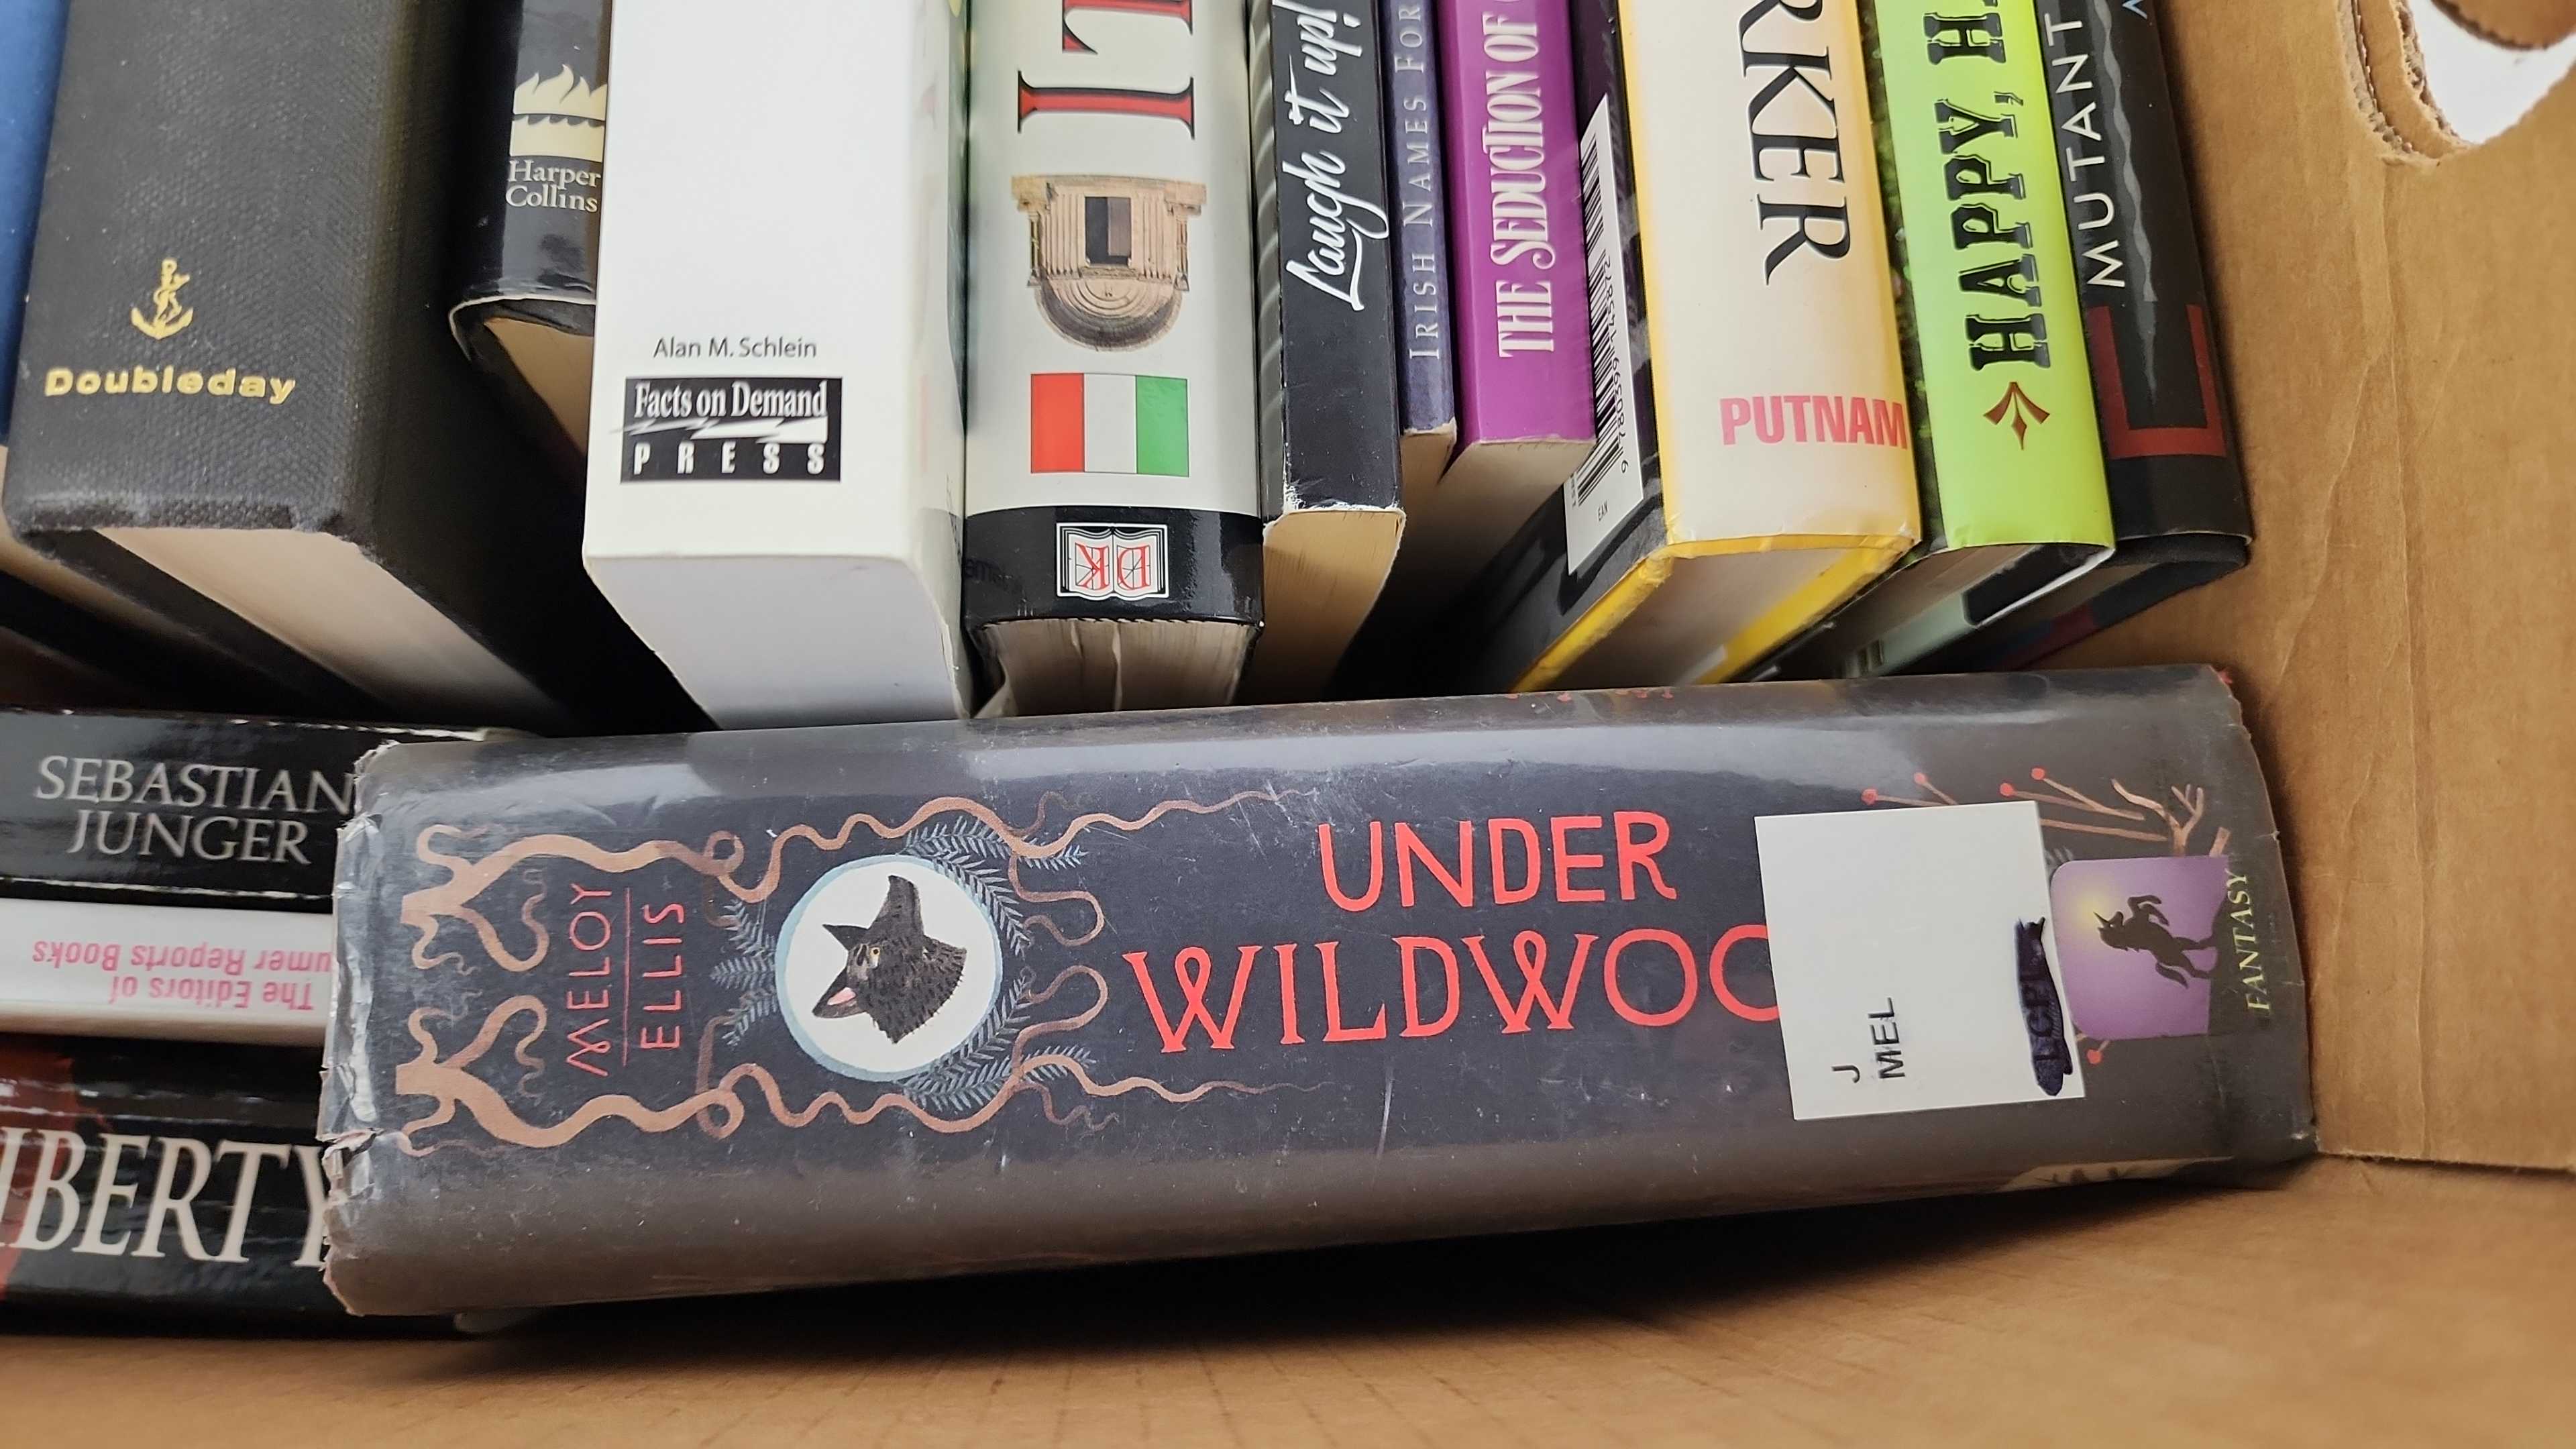 Doubleday
Harper
Collins
Alan M. Schlein
Facts on Demand
PRESS
DK
Laugh it up!
IRISH NAMES FOR
THE SEDUCTION OF
EAN
RKER
PUTNAM
HAPPY, HA
MUTANT
SEBASTIAN
JUNGER
The Editors of
umer Reports Books
IBERTY
MELOY
ELLIS
UNDER
WILDWOO
J
MEL
FANTASY